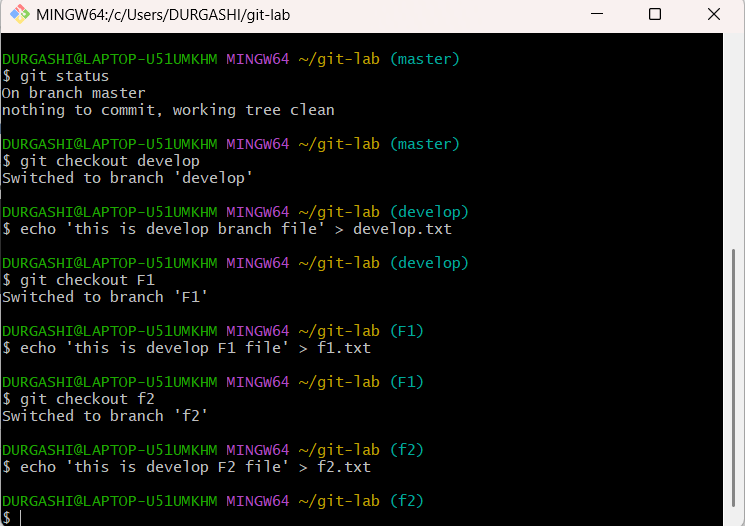 MINGW64:/c/Users/DURGASHI/git-lab
DURGASHI@LAPTOP-U51UMKHM MINGW64 ~/git-lab (master)
$ git status
On branch master
nothing to commit, working tree clean
DURGASHI@LAPTOP-U51UMKHM MINGW64 ~/git-lab (master)
$ git checkout develop
Switched to branch 'develop'
DURGASHI@LAPTOP-U51UMKHM MINGW64 ~/git-lab (develop)
$ echo 'this is develop branch file' > develop.txt
DURGASHI@LAPTOP-U51UMKHM MINGW64 ~/git-lab (develop)
$ git checkout F1
Switched to branch 'F1'
DURGASHI@LAPTOP-U51UMKHM MINGW64 ~/git-lab (F1)
$ echo 'this is develop F1 file' > f1.txt
DURGASHI@LAPTOP-U51UMKHM MINGW64 ~/git-lab (F1)
$ git checkout f2
Switched to branch 'f2'
DURGASHI@LAPTOP-U51UMKHM MINGW64 ~/git-lab (f2)
$ echo 'this is develop F2 file' > f2.txt
DURGASHI@LAPTOP-U51UMKHM MINGW64 ~/git-lab (f2)
$